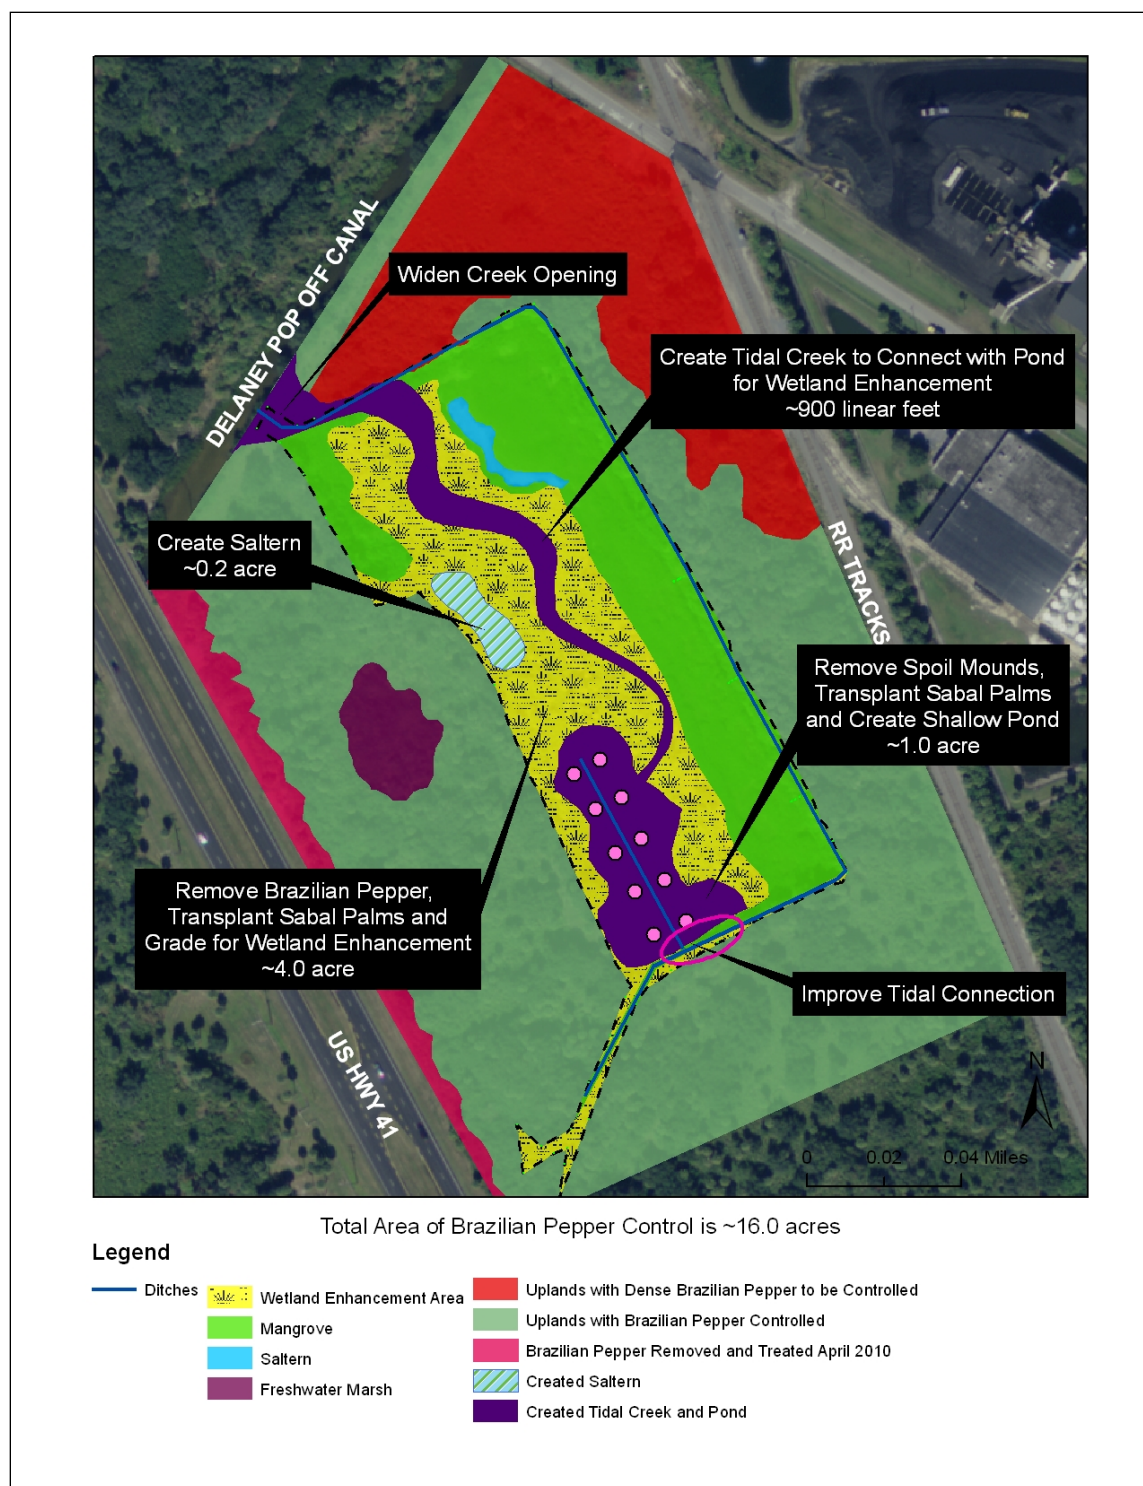 DELANEY POP OFF CANAL
Widen Creek Opening
Create Tidal Creek to Connect with Pond
for Wetland Enhancement
~900 linear feet
Create Saltern
~0.2 acre
RR TRACKS
Remove Spoil Mounds,
Transplant Sabal Palms
and Create Shallow Pond
~1.0 acre
Remove Brazilian Pepper,
Transplant Sabal Palms and
Grade for Wetland Enhancement
~4.0 acre
Improve Tidal Connection
US HWY 41
N
0 0.02 0.04 Miles
Total Area of Brazilian Pepper Control is ~16.0 acres
Legend
Ditches
Wetland Enhancement Area
Mangrove
Saltern
Freshwater Marsh
Uplands with Dense Brazilian Pepper to be Controlled
Uplands with Brazilian Pepper Controlled
Brazilian Pepper Removed and Treated April 2010
Created Saltern
Created Tidal Creek and Pond